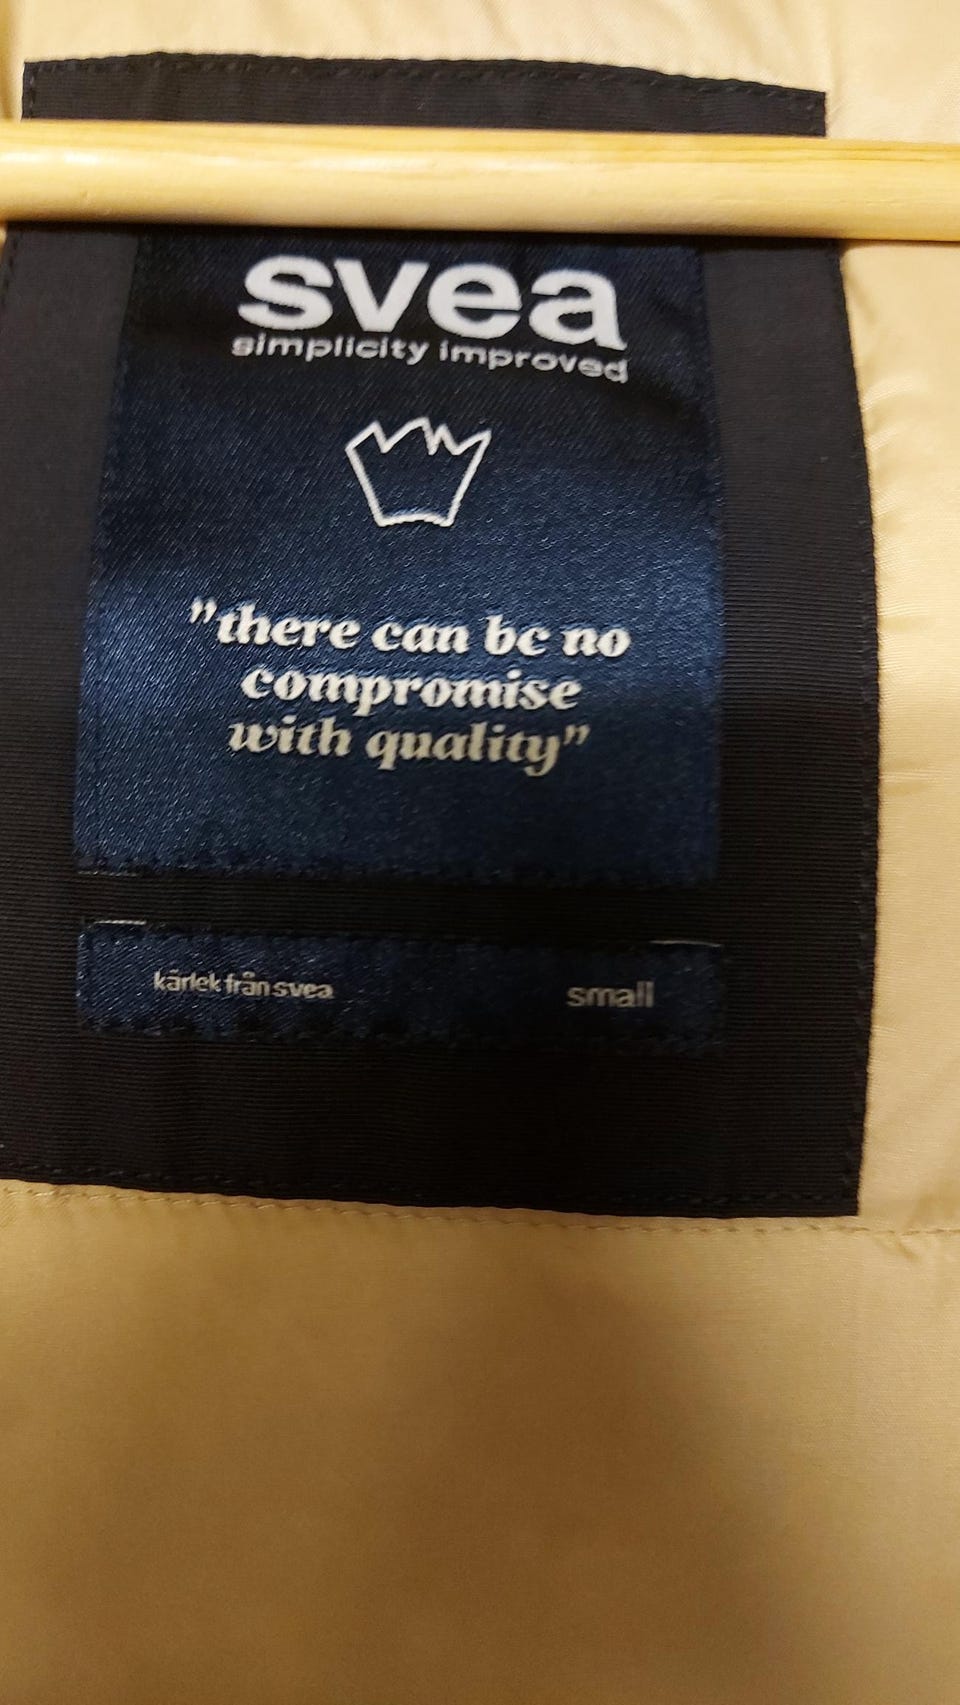 svea
simplicity improved
"there can be no
compromise
with quality"
kärlek från svea
small